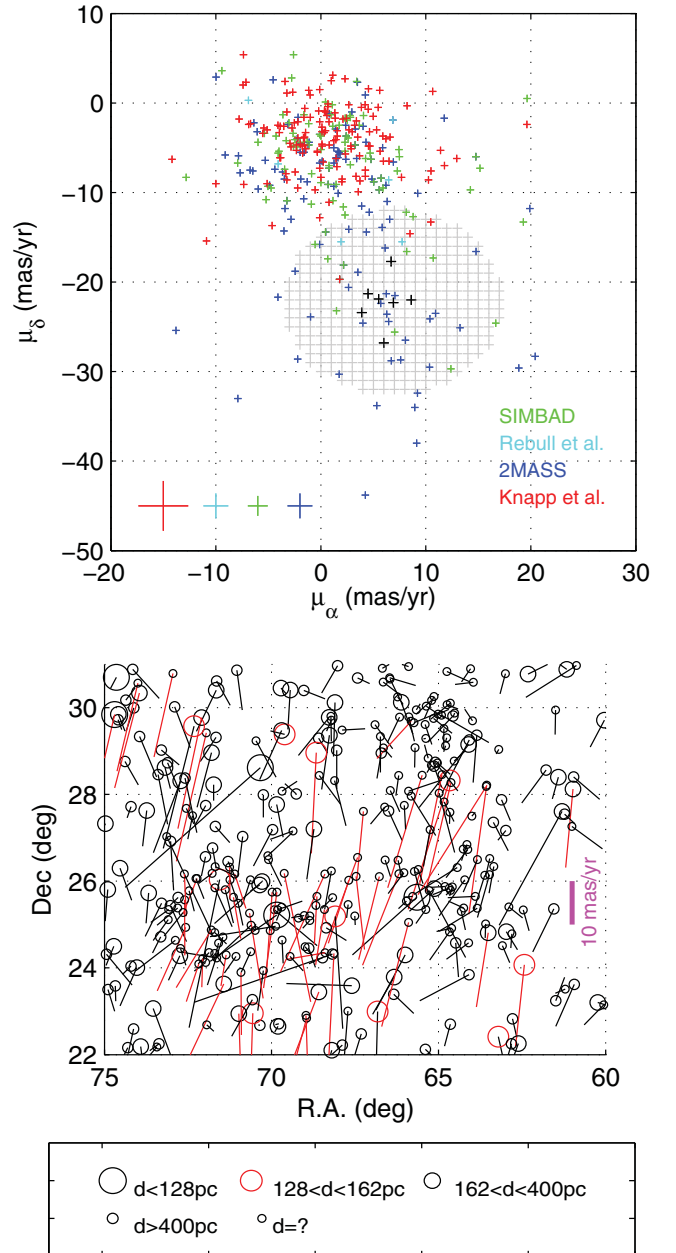 10
0
−10
−20
−30
−40
−50
μδ (mas/yr)
SIMBAD
Rebull et al.
2MASS
Knapp et al.
−20 −10 0 10 20 30
μα (mas/yr)
30
28
26
24
22
Dec (deg)
10 mas/yr
75 70 65 60
R.A. (deg)
d<128pc 128<d<162pc 162<d<400pc
d>400pc d=?